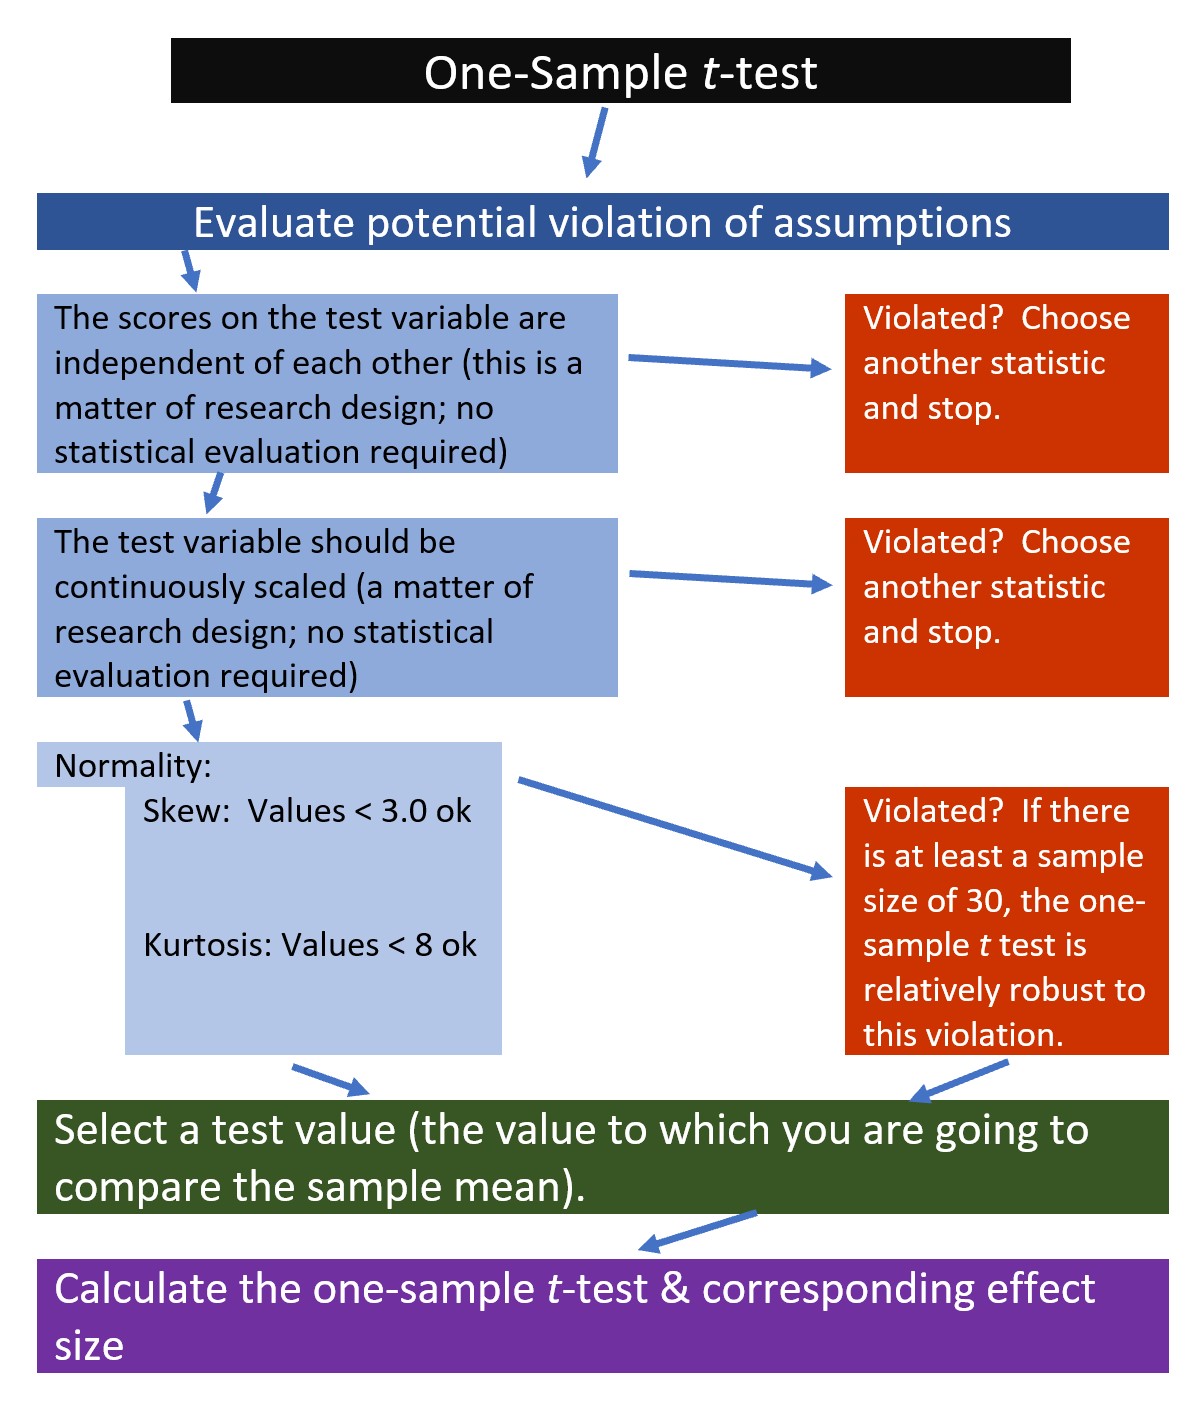 One-Sample t-test
Evaluate potential violation of assumptions
The scores on the test variable are
independent of each other (this is a
matter of research design; no
statistical evaluation required)
Violated?  Choose
another statistic
and stop.
The test variable should be
continuously scaled (a matter of
research design; no statistical
evaluation required)
Violated?  Choose
another statistic
and stop.
Normality:
Skew:  Values < 3.0 ok
Kurtosis: Values < 8 ok
Violated?  If there
is at least a sample
size of 30, the one-
sample t test is
relatively robust to
this violation.
Select a test value (the value to which you are going to
compare the sample mean).
Calculate the one-sample t-test & corresponding effect
size